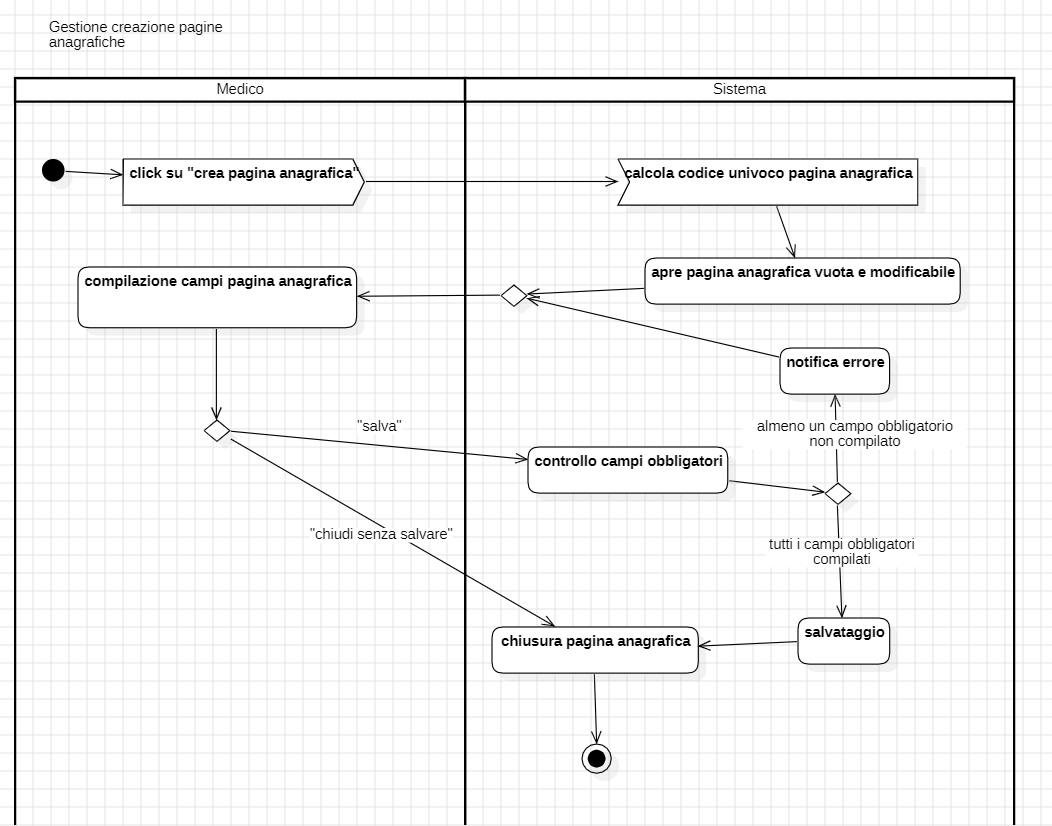 Gestione creazione pagine
anagrafiche
Medico
Sistema
click su "crea pagina anagrafica"
calcola codice univoco pagina anagrafica
apre pagina anagrafica vuota e modificabile
compilazione campi pagina anagrafica
notifica errore
"salva"
almeno un campo obbligatorio
non compilato
controllo campi obbligatori
"chiudi senza salvare"
tutti i campi obbligatori
compilati
salvataggio
chiusura pagina anagrafica